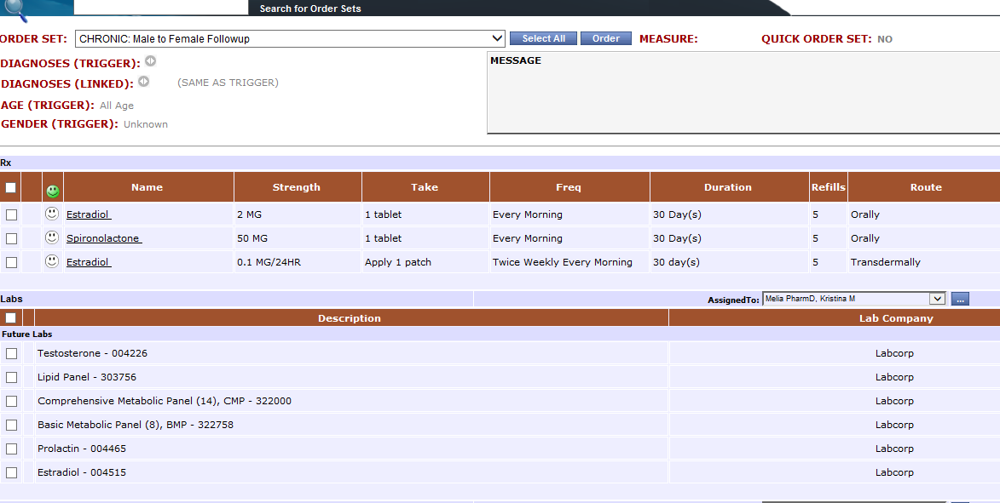 Search for Order Sets
ORDER SET: CHRONIC: Male to Female Followup Select All Order MEASURE: QUICK ORDER SET: NO
DIAGNOSES (TRIGGER):
DIAGNOSES (LINKED): (SAME AS TRIGGER)
AGE (TRIGGER): All Age
GENDER (TRIGGER): Unknown
MESSAGE
Rx
Name Strength Take Freq Duration Refills Route
Estradiol 2 MG 1 tablet Every Morning 30 Day(s) 5 Orally
Spironolactone 50 MG 1 tablet Every Morning 30 Day(s) 5 Orally
Estradiol 0.1 MG/24HR Apply 1 patch Twice Weekly Every Morning 30 day(s) 5 Transdermally
Labs AssignedTo: Melia PharmD, Kristina M ...
Description Lab Company
Future Labs
Testosterone - 004226 Labcorp
Lipid Panel - 303756 Labcorp
Comprehensive Metabolic Panel (14), CMP - 322000 Labcorp
Basic Metabolic Panel (8), BMP - 322758 Labcorp
Prolactin - 004465 Labcorp
Estradiol - 004515 Labcorp